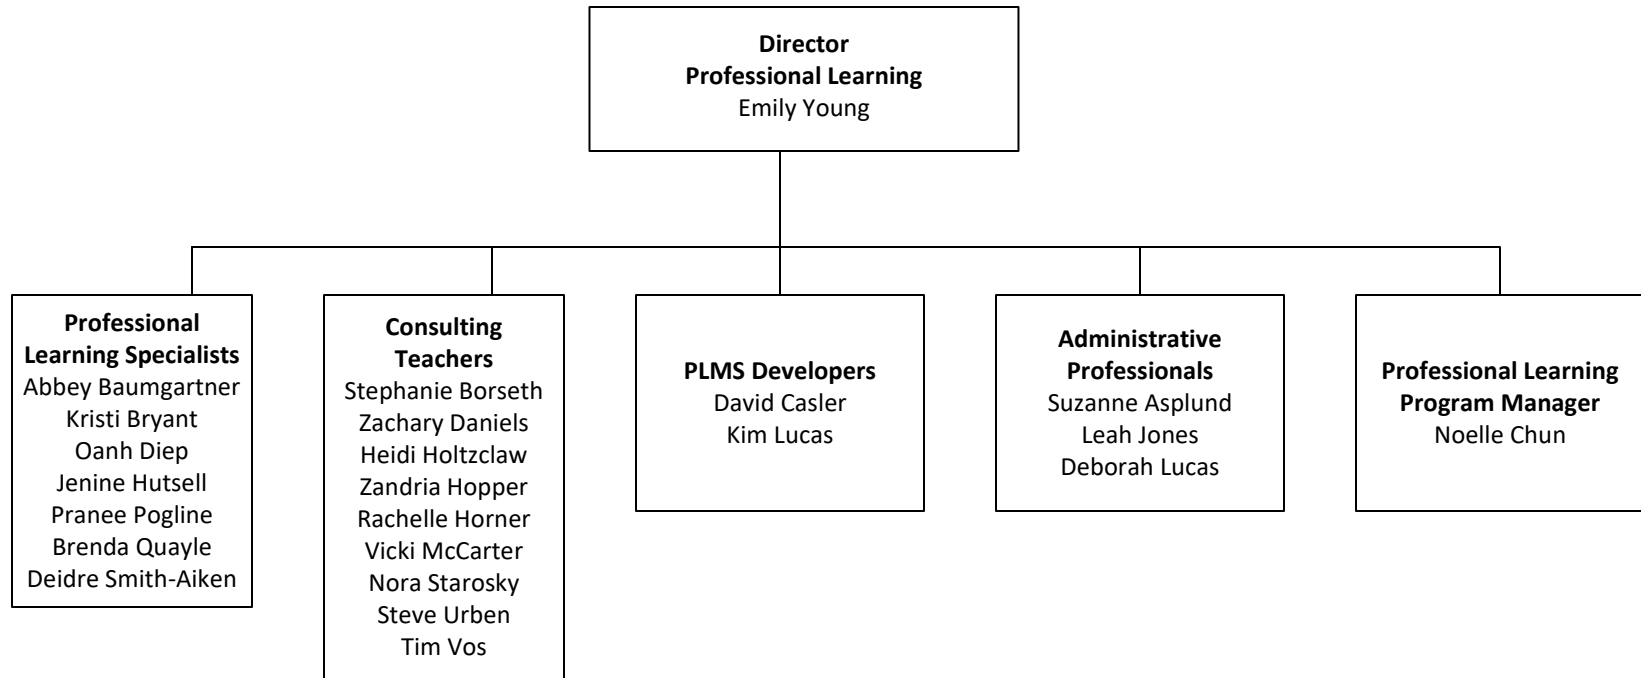 Director
Professional Learning
Emily Young
Professional
Learning Specialists
Abbey Baumgartner
Kristi Bryant
Oanh Diep
Jenine Hutsell
Pranee Pogline
Brenda Quayle
Deidre Smith-Aiken
Consulting
Teachers
Stephanie Borseth
Zachary Daniels
Heidi Holtzclaw
Zandria Hopper
Rachelle Horner
Vicki McCarter
Nora Starosky
Steve Urben
Tim Vos
PLMS Developers
David Casler
Kim Lucas
Administrative
Professionals
Suzanne Asplund
Leah Jones
Deborah Lucas
Professional Learning
Program Manager
Noelle Chun